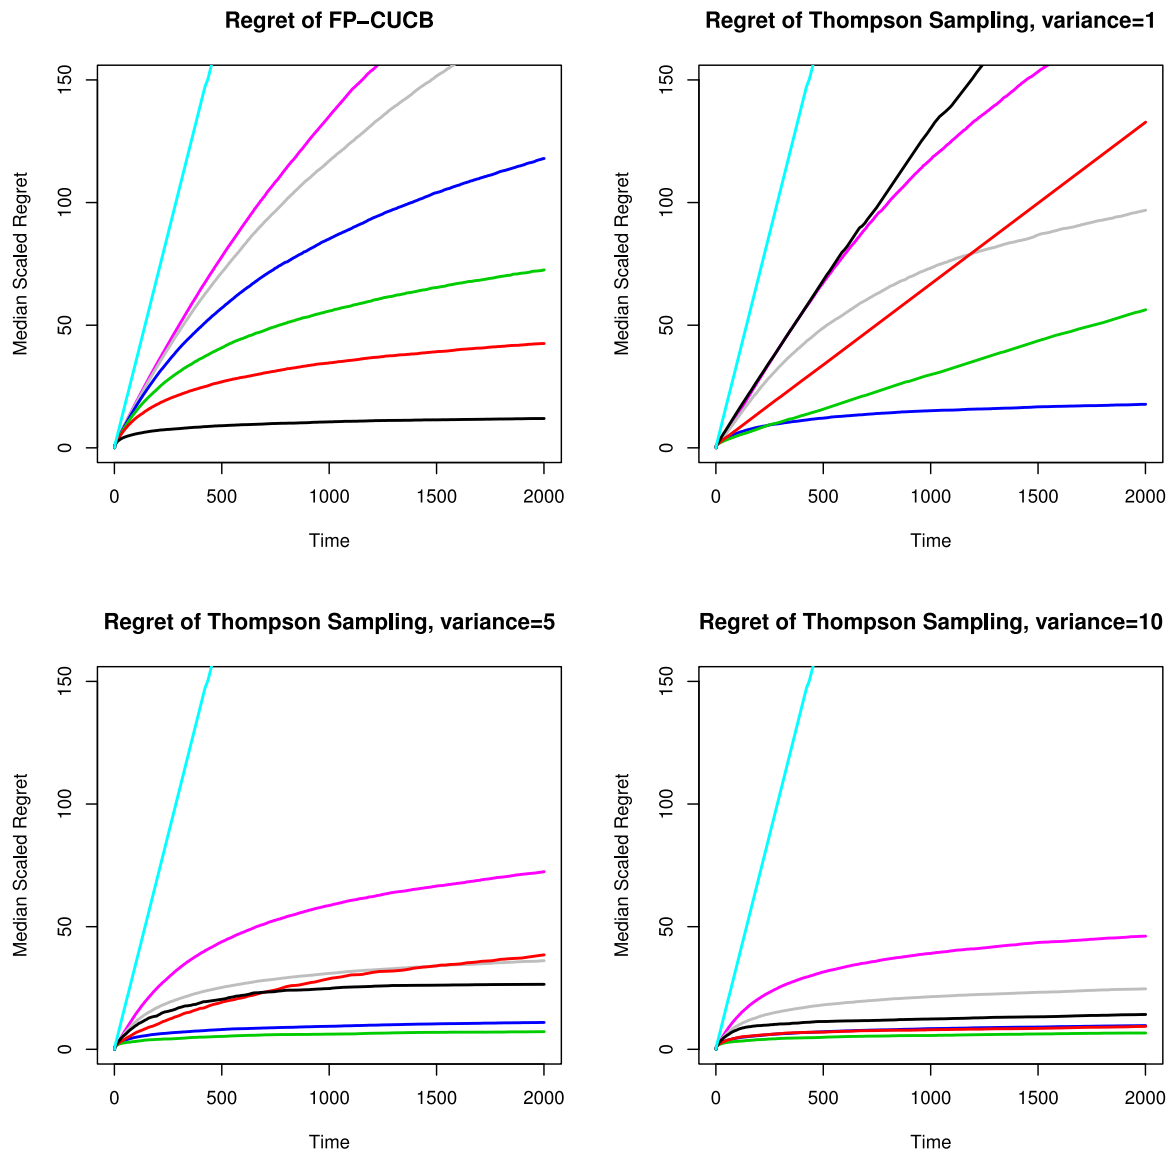 Regret of FP−CUCB
Median Scaled Regret
150
100
50
0
0 500 1000 1500 2000
Time
Regret of Thompson Sampling, variance=1
Median Scaled Regret
150
100
50
0
0 500 1000 1500 2000
Time
Regret of Thompson Sampling, variance=5
Median Scaled Regret
150
100
50
0
0 500 1000 1500 2000
Time
Regret of Thompson Sampling, variance=10
Median Scaled Regret
150
100
50
0
0 500 1000 1500 2000
Time